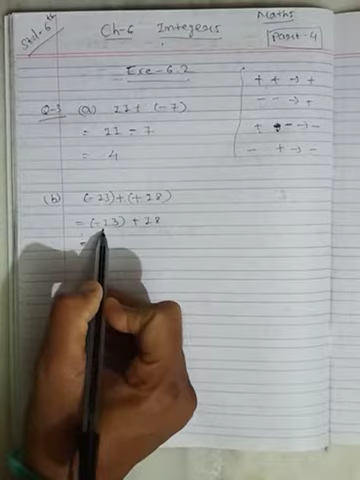 Std-6th
Ch-6 Integers
Maths
Part-4
Exe-6.2
Q-3 (a) 11+ (-7)
= 11 - 7
= 4
+ + → +
- - → +
+ - → -
- + → -
(b) (-13)+(+18)
= (-13) + 18
=